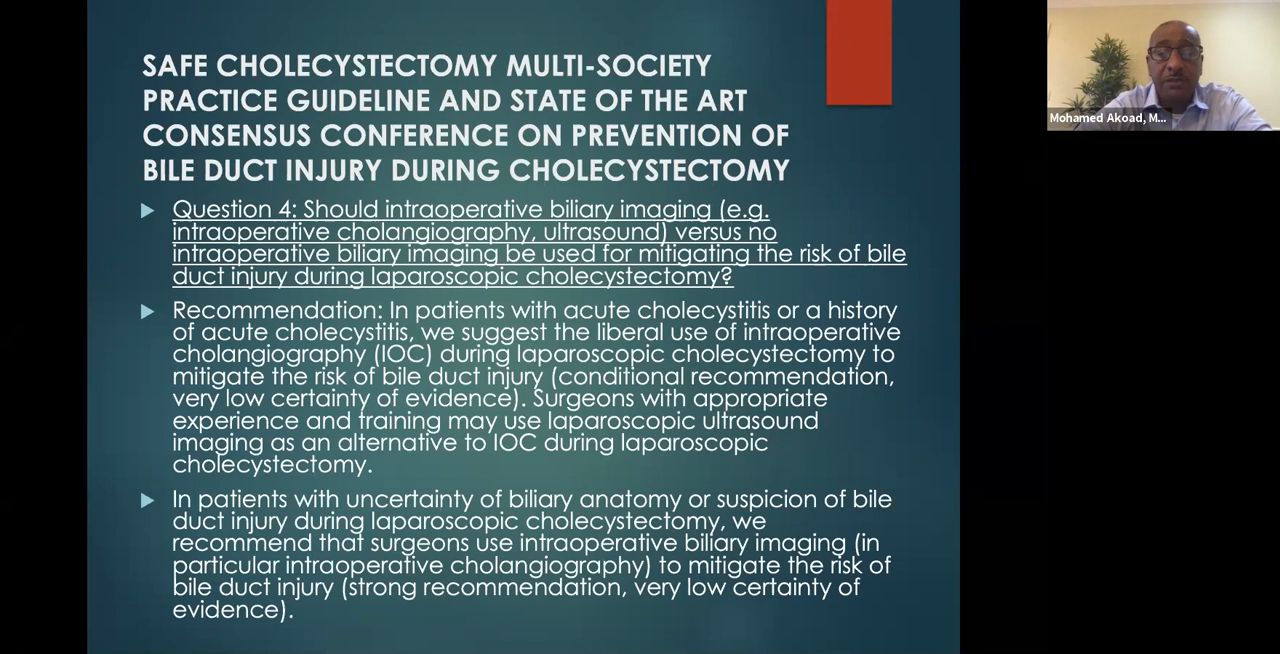 SAFE CHOLECYSTECTOMY MULTI-SOCIETY
PRACTICE GUIDELINE AND STATE OF THE ART
CONSENSUS CONFERENCE ON PREVENTION OF
BILE DUCT INJURY DURING CHOLECYSTECTOMY
Question 4: Should intraoperative biliary imaging (e.g.
intraoperative cholangiography, ultrasound) versus no
intraoperative biliary imaging be used for mitigating the risk of bile
duct injury during laparoscopic cholecystectomy?
Recommendation: In patients with acute cholecystitis or a history
of acute cholecystitis, we suggest the liberal use of intraoperative
cholangiography (IOC) during laparoscopic cholecystectomy to
mitigate the risk of bile duct injury (conditional recommendation,
very low certainty of evidence). Surgeons with appropriate
experience and training may use laparoscopic ultrasound
imaging as an alternative to IOC during laparoscopic
cholecystectomy.
In patients with uncertainty of biliary anatomy or suspicion of bile
duct injury during laparoscopic cholecystectomy, we
recommend that surgeons use intraoperative biliary imaging (in
particular intraoperative cholangiography) to mitigate the risk of
bile duct injury (strong recommendation, very low certainty of
evidence).
Mohamed Akoad, M...